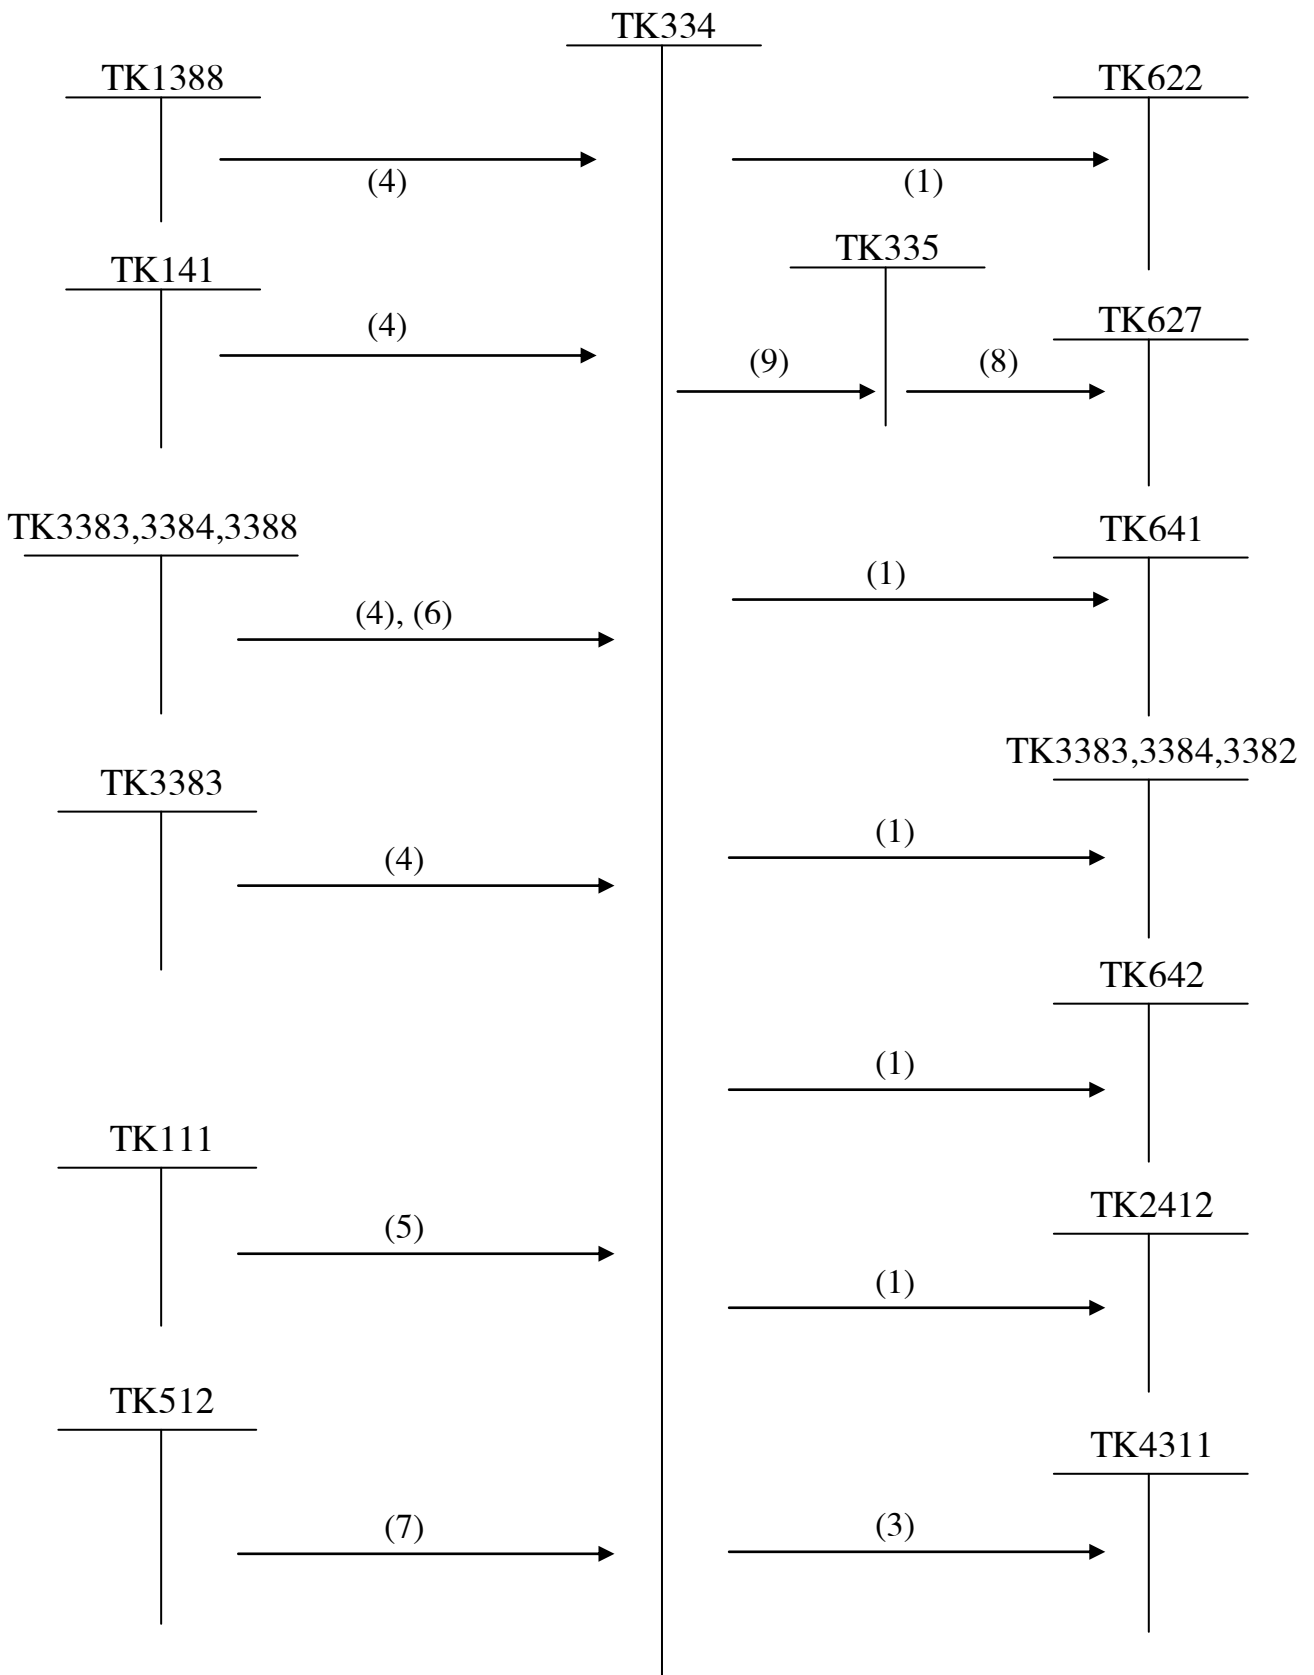 TK334
TK1388
TK622
(4)
(1)
TK335
TK141
TK627
(4)
(9)
(8)
TK3383,3384,3388
TK641
(1)
(4), (6)
TK3383,3384,3382
TK3383
(1)
(4)
TK642
(1)
TK111
TK2412
(5)
(1)
TK512
TK4311
(7)
(3)